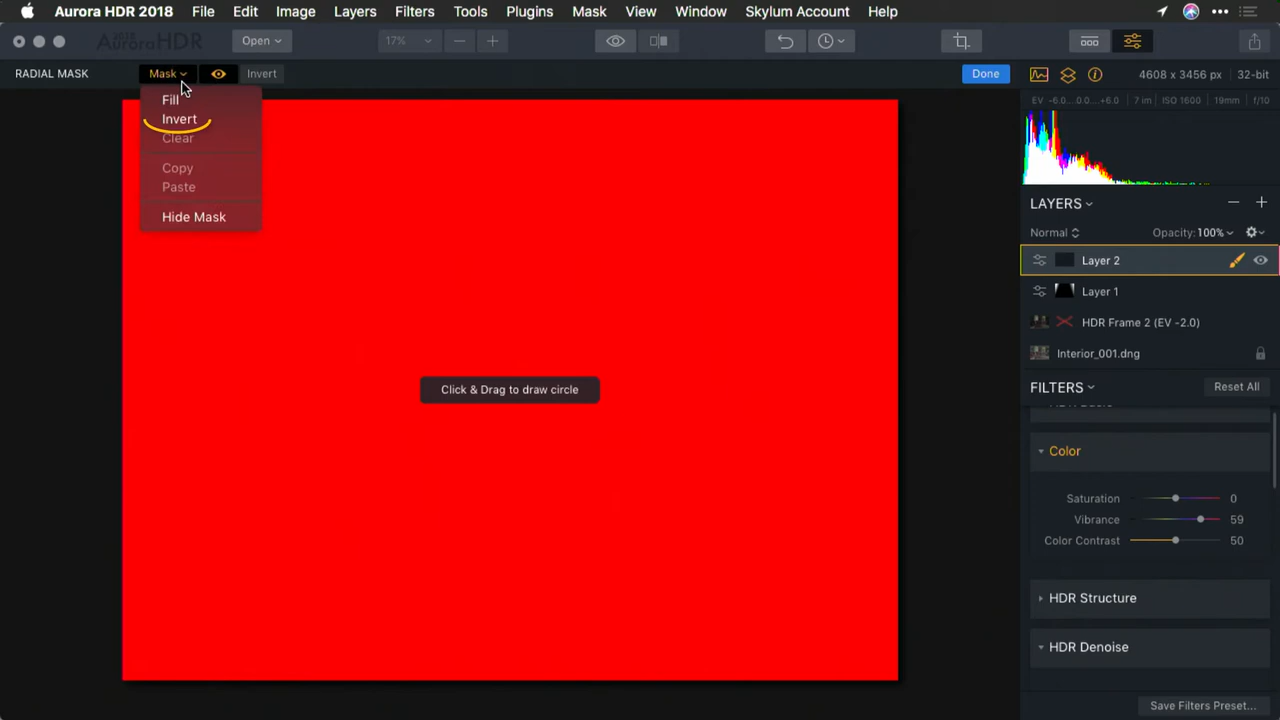 Aurora HDR 2018 File Edit Image Layers Filters Tools Plugins Mask View Window Skylum Account Help
2018 AuroraHDR Open 17%
RADIAL MASK Mask Invert Done 4608 x 3456 px 32-bit
Fill
Invert
Clear
Copy
Paste
Hide Mask
Click & Drag to draw circle
EV -6.0...0.0...+6.0 7 im ISO 1600 19mm f/10
LAYERS
Normal Opacity: 100%
Layer 2
Layer 1
HDR Frame 2 (EV -2.0)
Interior_001.dng
FILTERS Reset All
Color
Saturation 0
Vibrance 59
Color Contrast 50
HDR Structure
HDR Denoise
Save Filters Preset...